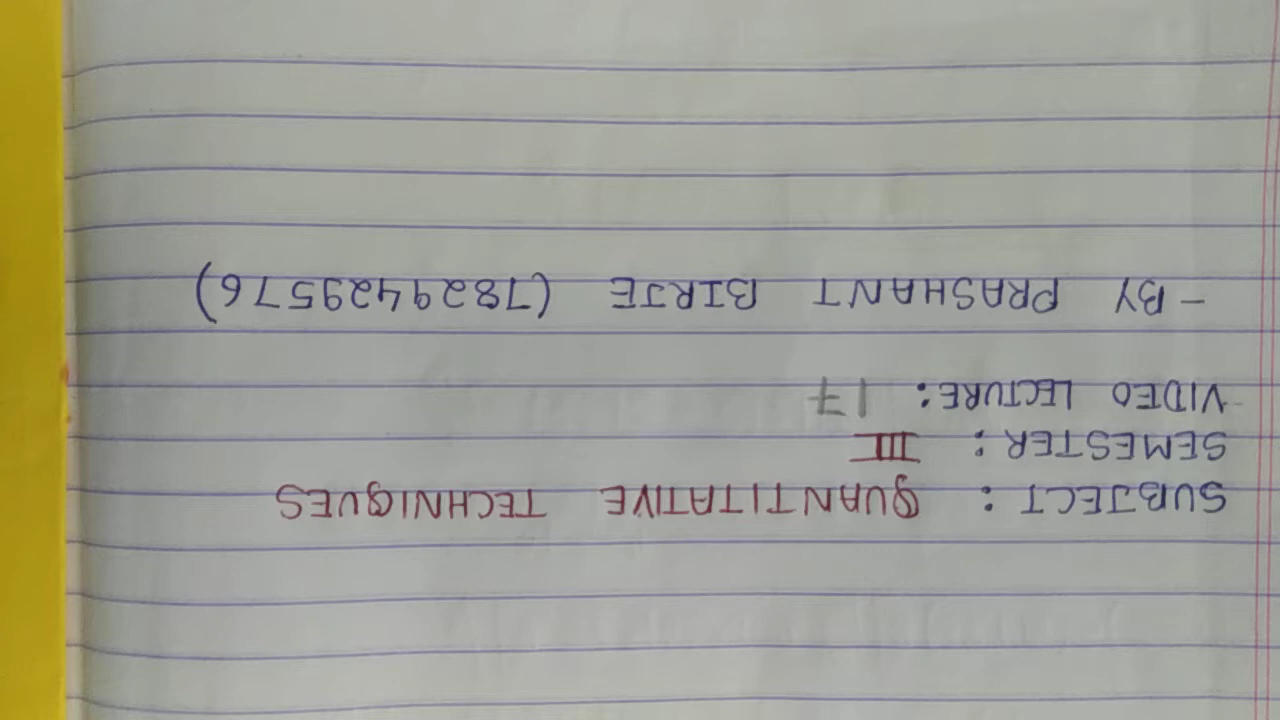 SUBJECT : QUANTITATIVE TECHNIQUES
SEMESTER : III
VIDEO LECTURE : 17
- BY PRASHANT BIRJE (7829429576)